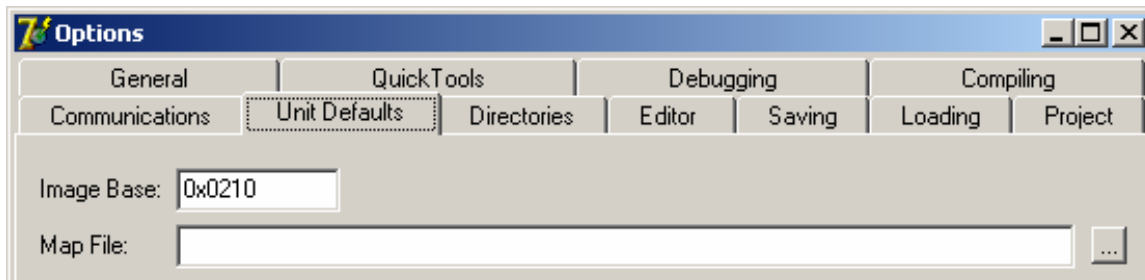 Options
General QuickTools Debugging Compiling
Communications Unit Defaults Directories Editor Saving Loading Project
Image Base: 0x0210
Map File:
...